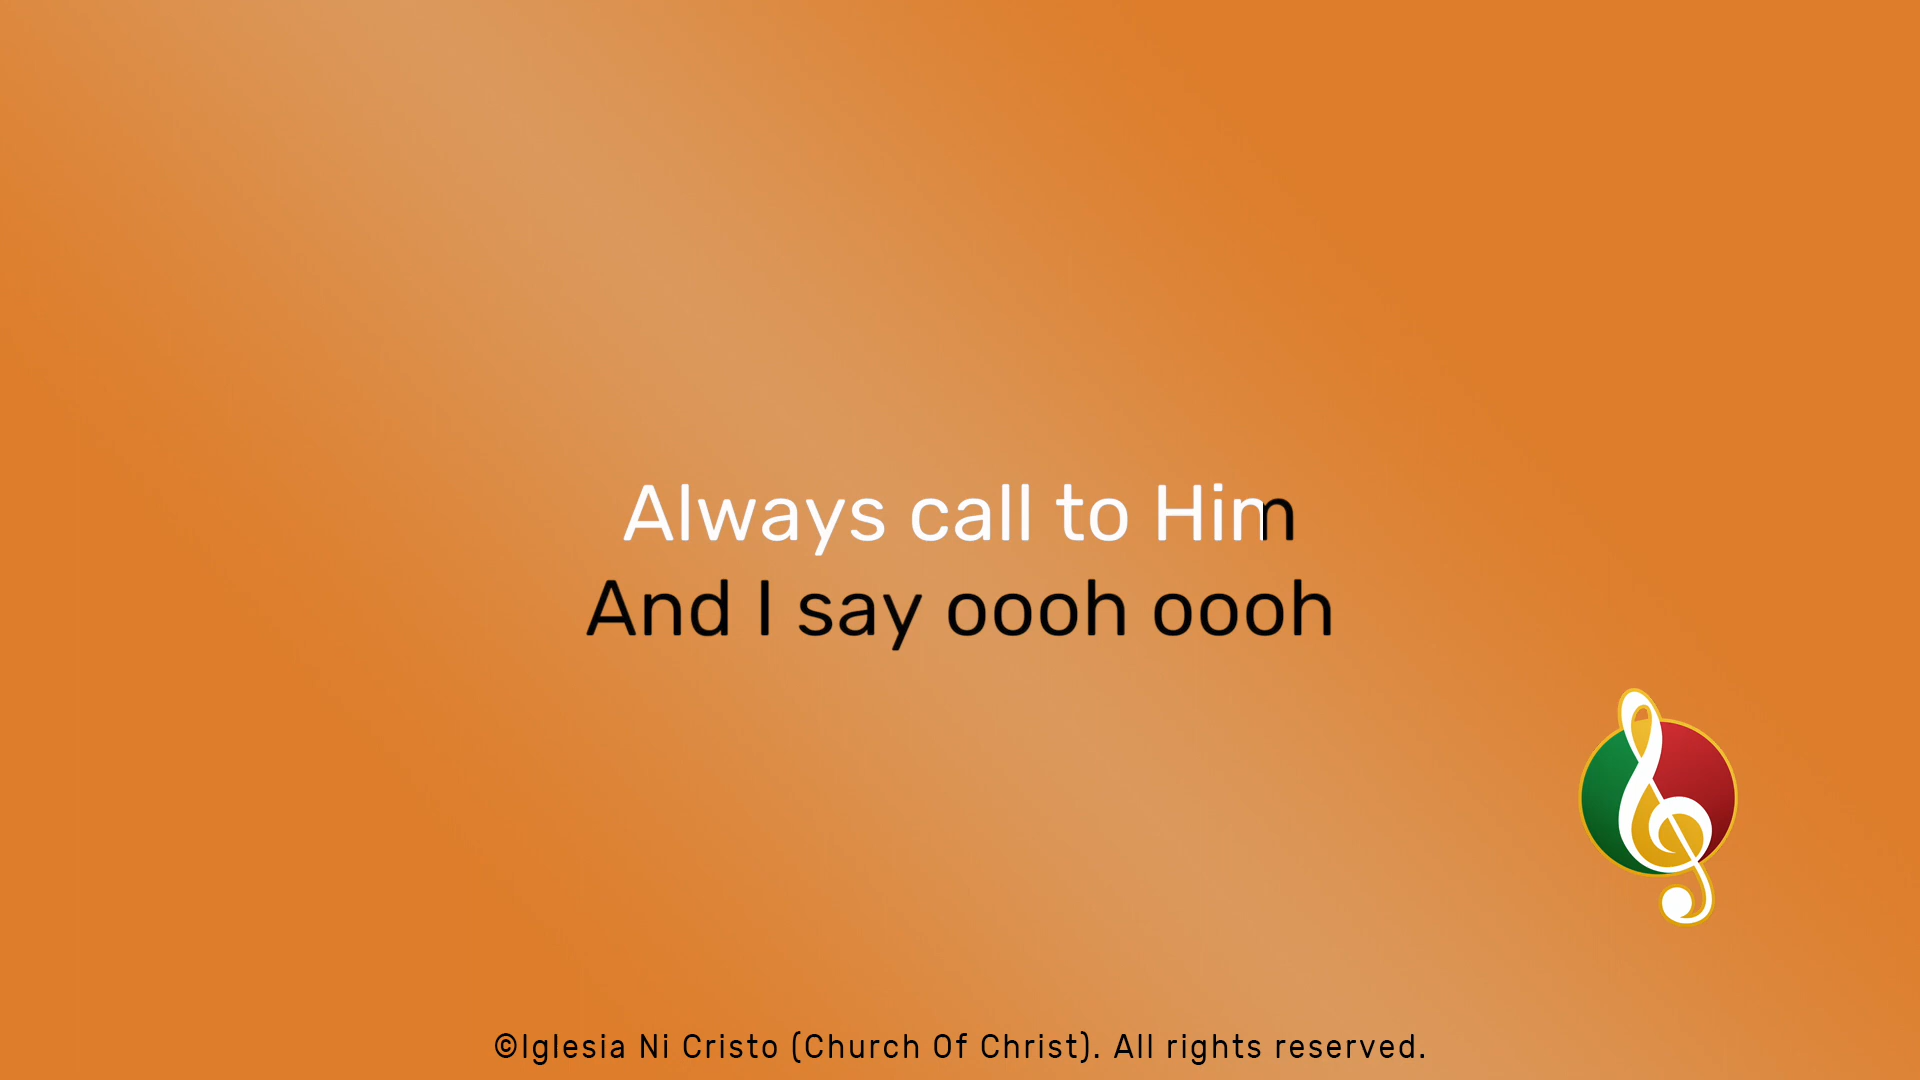 Always call to Him
And I say oooh oooh
©Iglesia Ni Cristo (Church Of Christ). All rights reserved.